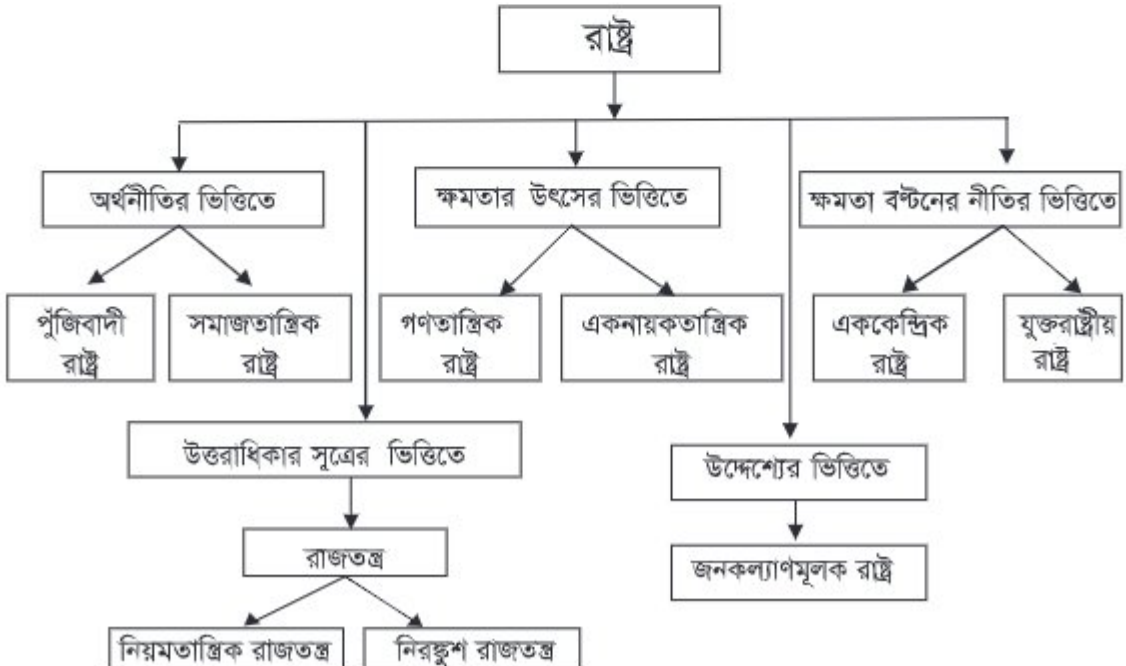 রাষ্ট্র
অর্থনীতির ভিত্তিতে
ক্ষমতার উৎসের ভিত্তিতে
ক্ষমতা বণ্টনের নীতির ভিত্তিতে
পুঁজিবাদী
রাষ্ট্র
সমাজতান্ত্রিক
রাষ্ট্র
গণতান্ত্রিক
রাষ্ট্র
একনায়কতান্ত্রিক
রাষ্ট্র
এককেন্দ্রিক
রাষ্ট্র
যুক্তরাষ্ট্রীয়
রাষ্ট্র
উত্তরাধিকার সূত্রের ভিত্তিতে
উদ্দেশ্যের ভিত্তিতে
রাজতন্ত্র
জনকল্যাণমূলক রাষ্ট্র
নিয়মতান্ত্রিক রাজতন্ত্র
নিরঙ্কুশ রাজতন্ত্র